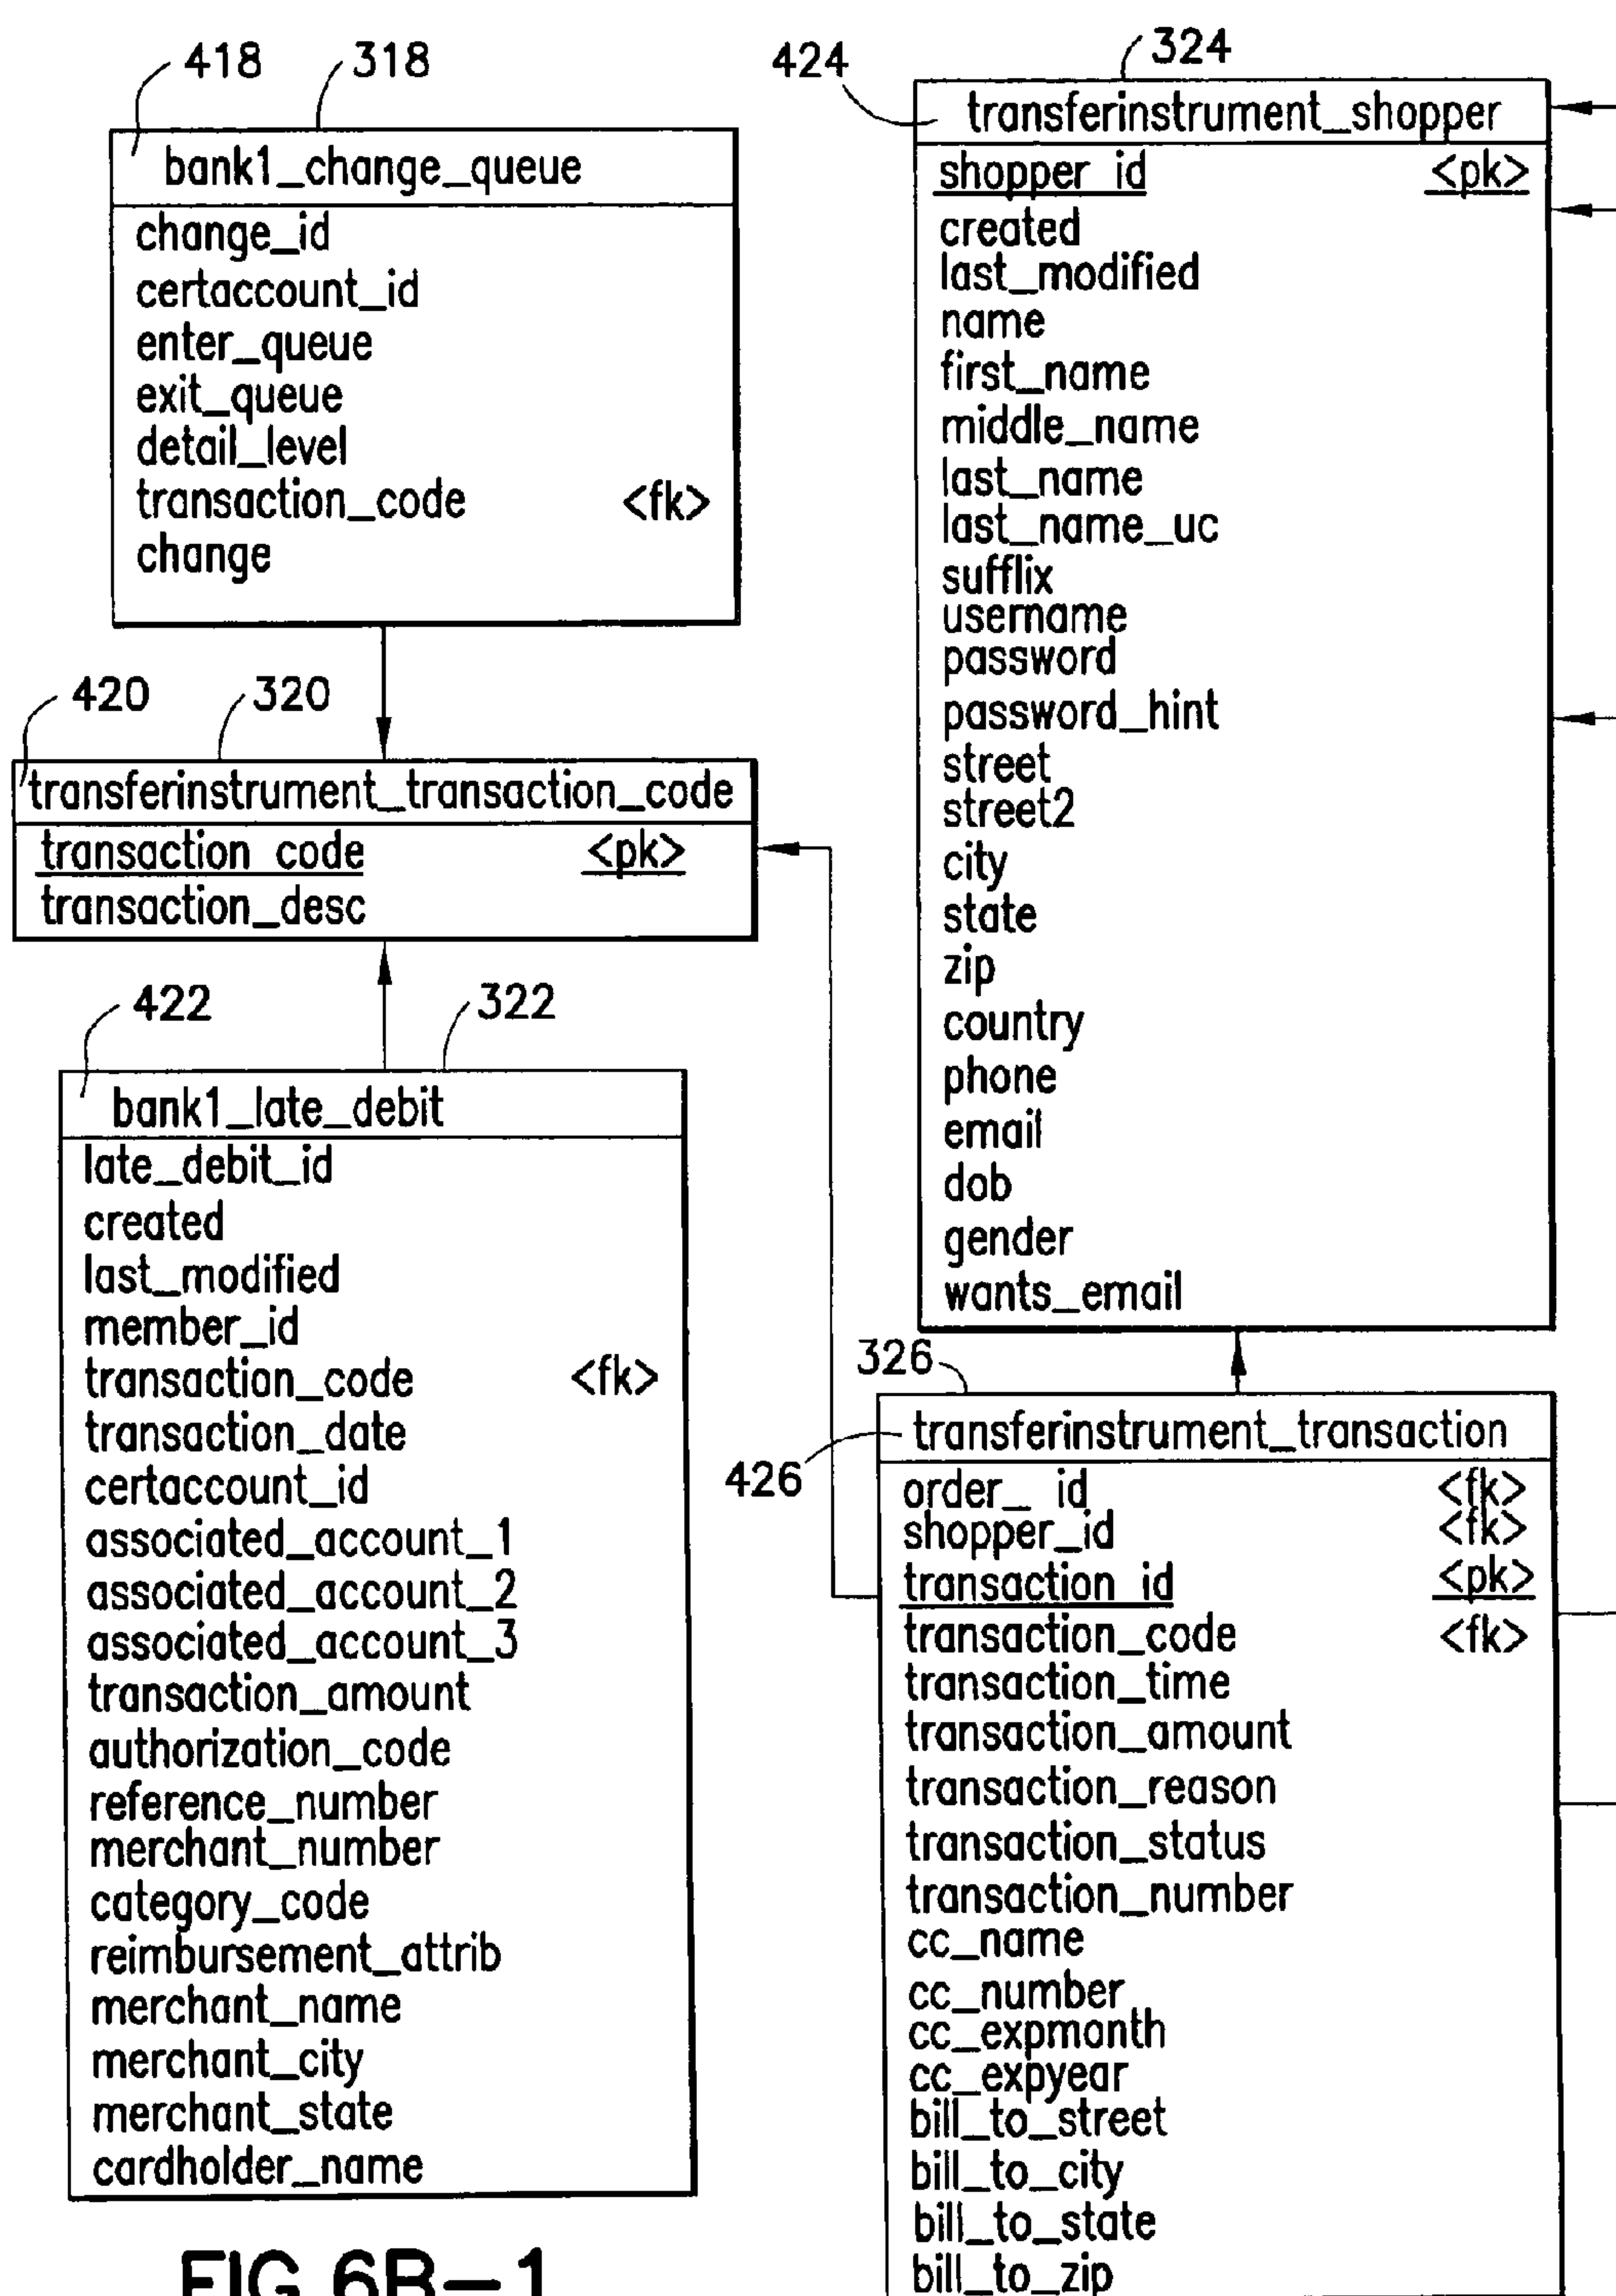 418
318
bank1_change_queue
change_id
certaccount_id
enter_queue
exit_queue
detail_level
transaction_code <fk>
change
420
320
transferinstrument_transaction_code
transaction_code <pk>
transaction_desc
422
322
bank1_late_debit
late_debit_id
created
last_modified
member_id
transaction_code <fk>
transaction_date
certaccount_id
associated_account_1
associated_account_2
associated_account_3
transaction_amount
authorization_code
reference_number
merchant_number
category_code
reimbursement_attrib
merchant_name
merchant_city
merchant_state
cardholder_name
FIG.6B-1
424
324
transferinstrument_shopper
shopper_id <pk>
created
last_modified
name
first_name
middle_name
last_name
last_name_uc
sufflix
username
password
password_hint
street
street2
city
state
zip
country
phone
email
dob
gender
wants_email
326
426
transferinstrument_transaction
order_ id <fk>
shopper_id <fk>
transaction_id <pk>
transaction_code <fk>
transaction_time
transaction_amount
transaction_reason
transaction_status
transaction_number
cc_name
cc_number
cc_expmonth
cc_expyear
bill_to_street
bill_to_city
bill_to_state
bill_to_zip